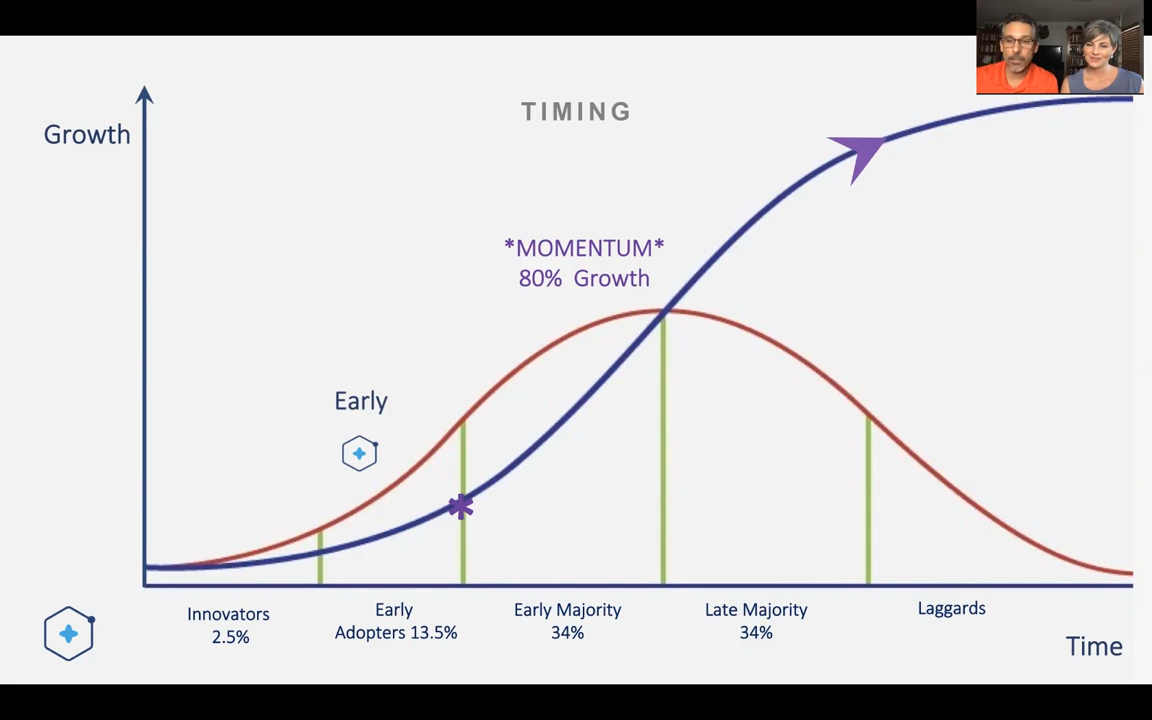 TIMING
Growth
*MOMENTUM*
80% Growth
Early
Innovators
2.5%
Early
Adopters 13.5%
Early Majority
34%
Late Majority
34%
Laggards
Time